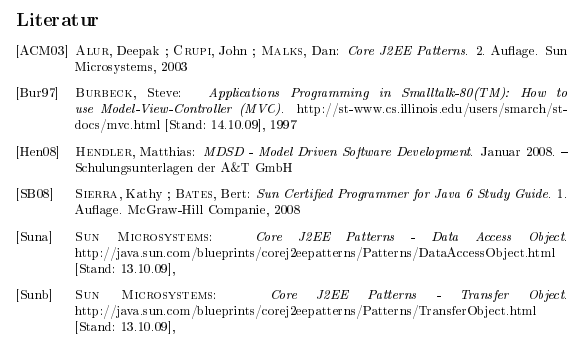 Literatur
[ACM03] ALUR, Deepak ; CRUPI, John ; MALKS, Dan: Core J2EE Patterns. 2. Auflage. Sun
Microsystems, 2003
[Bur97] BURBECK, Steve: Applications Programming in Smalltalk-80(TM): How to
use Model-View-Controller (MVC). http://st-www.cs.illinois.edu/users/smarch/st-
docs/mvc.html [Stand: 14.10.09], 1997
[Hen08] HENDLER, Matthias: MDSD - Model Driven Software Development. Januar 2008. –
Schulungsunterlagen der A&T GmbH
[SB08] SIERRA, Kathy ; BATES, Bert: Sun Certified Programmer for Java 6 Study Guide. 1.
Auflage. McGraw-Hill Companie, 2008
[Suna] SUN MICROSYSTEMS: Core J2EE Patterns - Data Access Object.
http://java.sun.com/blueprints/corej2eepatterns/Patterns/DataAccessObject.html
[Stand: 13.10.09],
[Sunb] SUN MICROSYSTEMS: Core J2EE Patterns - Transfer Object.
http://java.sun.com/blueprints/corej2eepatterns/Patterns/TransferObject.html
[Stand: 13.10.09],